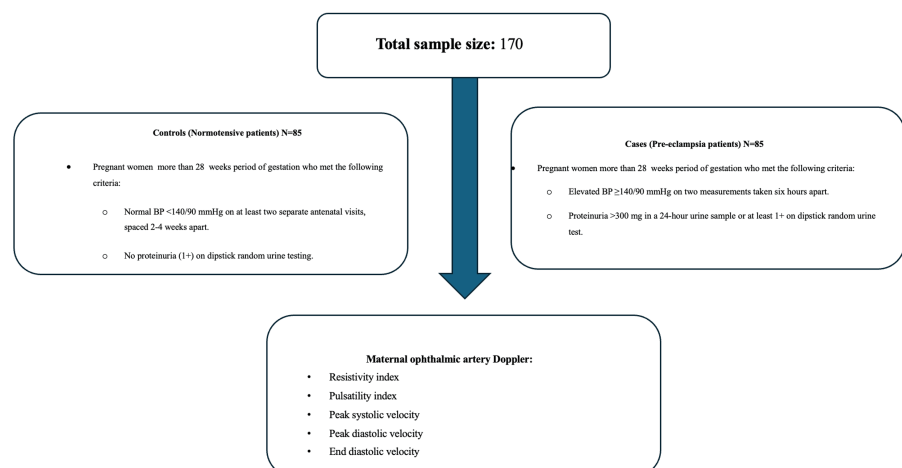 Total sample size: 170
Controls (Normotensive patients) N=85
• Pregnant women more than 28 weeks period of gestation who met the following
criteria:
o Normal BP <140/90 mmHg on at least two separate antenatal visits,
spaced 2-4 weeks apart.
o No proteinuria (1+) on dipstick random urine testing.
Cases (Pre-eclampsia patients) N=85
• Pregnant women more than 28 weeks period of gestation who met the following criteria:
o Elevated BP ≥140/90 mmHg on two measurements taken six hours apart.
o Proteinuria >300 mg in a 24-hour urine sample or at least 1+ on dipstick random urine
test.
Maternal ophthalmic artery Doppler:
• Resistivity index
• Pulsatility index
• Peak systolic velocity
• Peak diastolic velocity
• End diastolic velocity